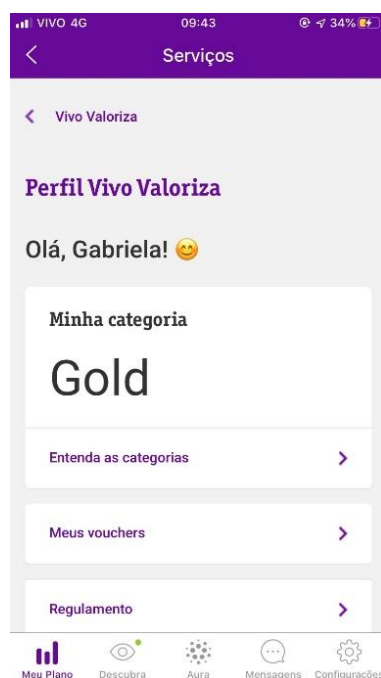 VIVO 4G 09:43 34%
Serviços
Vivo Valoriza
Perfil Vivo Valoriza
Olá, Gabriela! 😊
Minha categoria
Gold
Entenda as categorias
Meus vouchers
Regulamento
Meu Plano Descubra Aura Mensagens Configurações